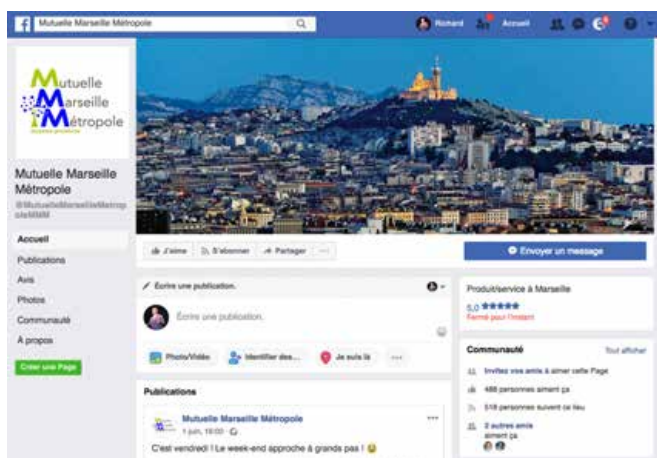 Mutuelle Marseille Métropole
Richard
Accueil
Mutuelle
Marseille
Métropole
Mutuelle Marseille
Métropole
@MutuelleMarseilleMetrop
oleMMM
Accueil
Publications
Avis
Photos
Communauté
A propos
Créer une Page
J'aime
S'abonner
Partager
Envoyer un message
Écrire une publication.
Écrire une publication.
Photo/Vidéo
Identifier des...
Je suis là
Publications
Mutuelle Marseille Métropole
1 juin, 18:00
C'est vendredi ! Le week-end approche à grands pas !
Produit/service à Marseille
5,0
Fermé pour l'instant
Communauté
Tout afficher
Invitez vos amis à aimer cette Page
488 personnes aiment ça
518 personnes suivent ce lieu
2 autres amis
aiment ça